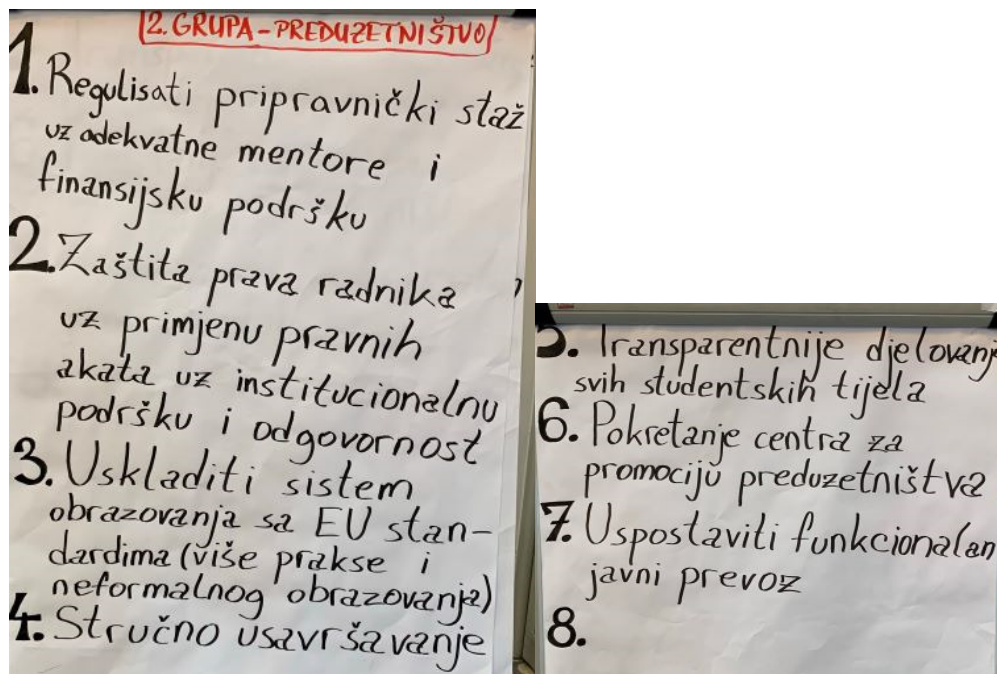 2. GRUPA - PREDUZETNIŠTVO
1. Regulisati pripravnički staž
uz adekvatne mentore i
finansijsku podršku
2. Zaštita prava radnika
uz primjenu pravnih
akata uz institucionalnu
podršku i odgovornost
3. Uskladiti sistem
obrazovanja sa EU stan-
dardima (više prakse i
neformalnog obrazovanja)
4. Stručno usavršavanje
5. Transparentnije djelovanj
svih studentskih tijela
6. Pokretanje centra za
promociju preduzetništva
7. Uspostaviti funkcionalan
javni prevoz
8.